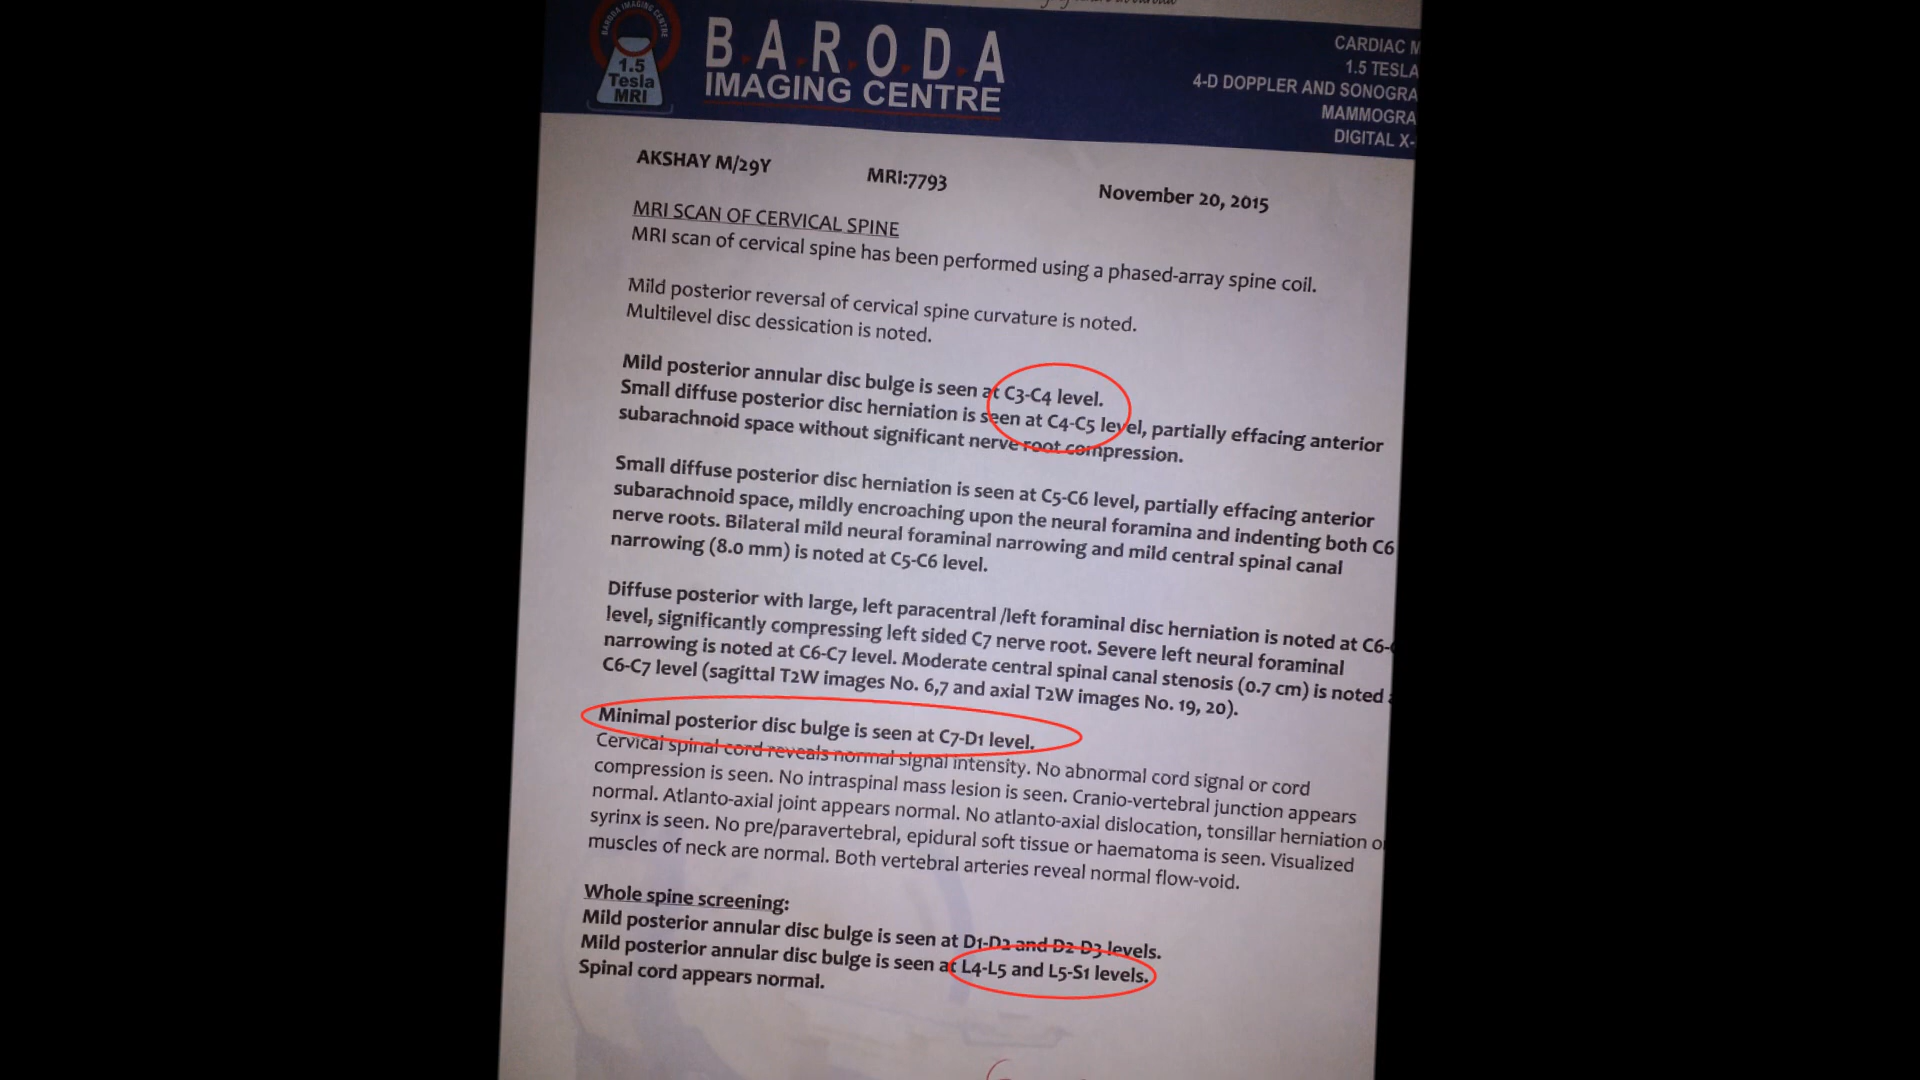 BARODA IMAGING CENTRE
1.5
Tesla
MRI
B.A.R.O.D.A
IMAGING CENTRE
CARDIAC M
1.5 TESLA
4-D DOPPLER AND SONOGRA
MAMMOGRA
DIGITAL X-
AKSHAY M/29Y MRI:7793 November 20, 2015
MRI SCAN OF CERVICAL SPINE
MRI scan of cervical spine has been performed using a phased-array spine coil.
Mild posterior reversal of cervical spine curvature is noted.
Multilevel disc dessication is noted.
Mild posterior annular disc bulge is seen at C3-C4 level.
Small diffuse posterior disc herniation is seen at C4-C5 level, partially effacing anterior
subarachnoid space without significant nerve root compression.
Small diffuse posterior disc herniation is seen at C5-C6 level, partially effacing anterior
subarachnoid space, mildly encroaching upon the neural foramina and indenting both C6
nerve roots. Bilateral mild neural foraminal narrowing and mild central spinal canal
narrowing (8.0 mm) is noted at C5-C6 level.
Diffuse posterior with large, left paracentral /left foraminal disc herniation is noted at C6-
level, significantly compressing left sided C7 nerve root. Severe left neural foraminal
narrowing is noted at C6-C7 level. Moderate central spinal canal stenosis (0.7 cm) is noted
C6-C7 level (sagittal T2W images No. 6,7 and axial T2W images No. 19, 20).
Minimal posterior disc bulge is seen at C7-D1 level.
Cervical spinal cord reveals normal signal intensity. No abnormal cord signal or cord
compression is seen. No intraspinal mass lesion is seen. Cranio-vertebral junction appears
normal. Atlanto-axial joint appears normal. No atlanto-axial dislocation, tonsillar herniation o
syrinx is seen. No pre/paravertebral, epidural soft tissue or haematoma is seen. Visualized
muscles of neck are normal. Both vertebral arteries reveal normal flow-void.
Whole spine screening:
Mild posterior annular disc bulge is seen at D1-D2 and D2-D3 levels.
Mild posterior annular disc bulge is seen at L4-L5 and L5-S1 levels.
Spinal cord appears normal.